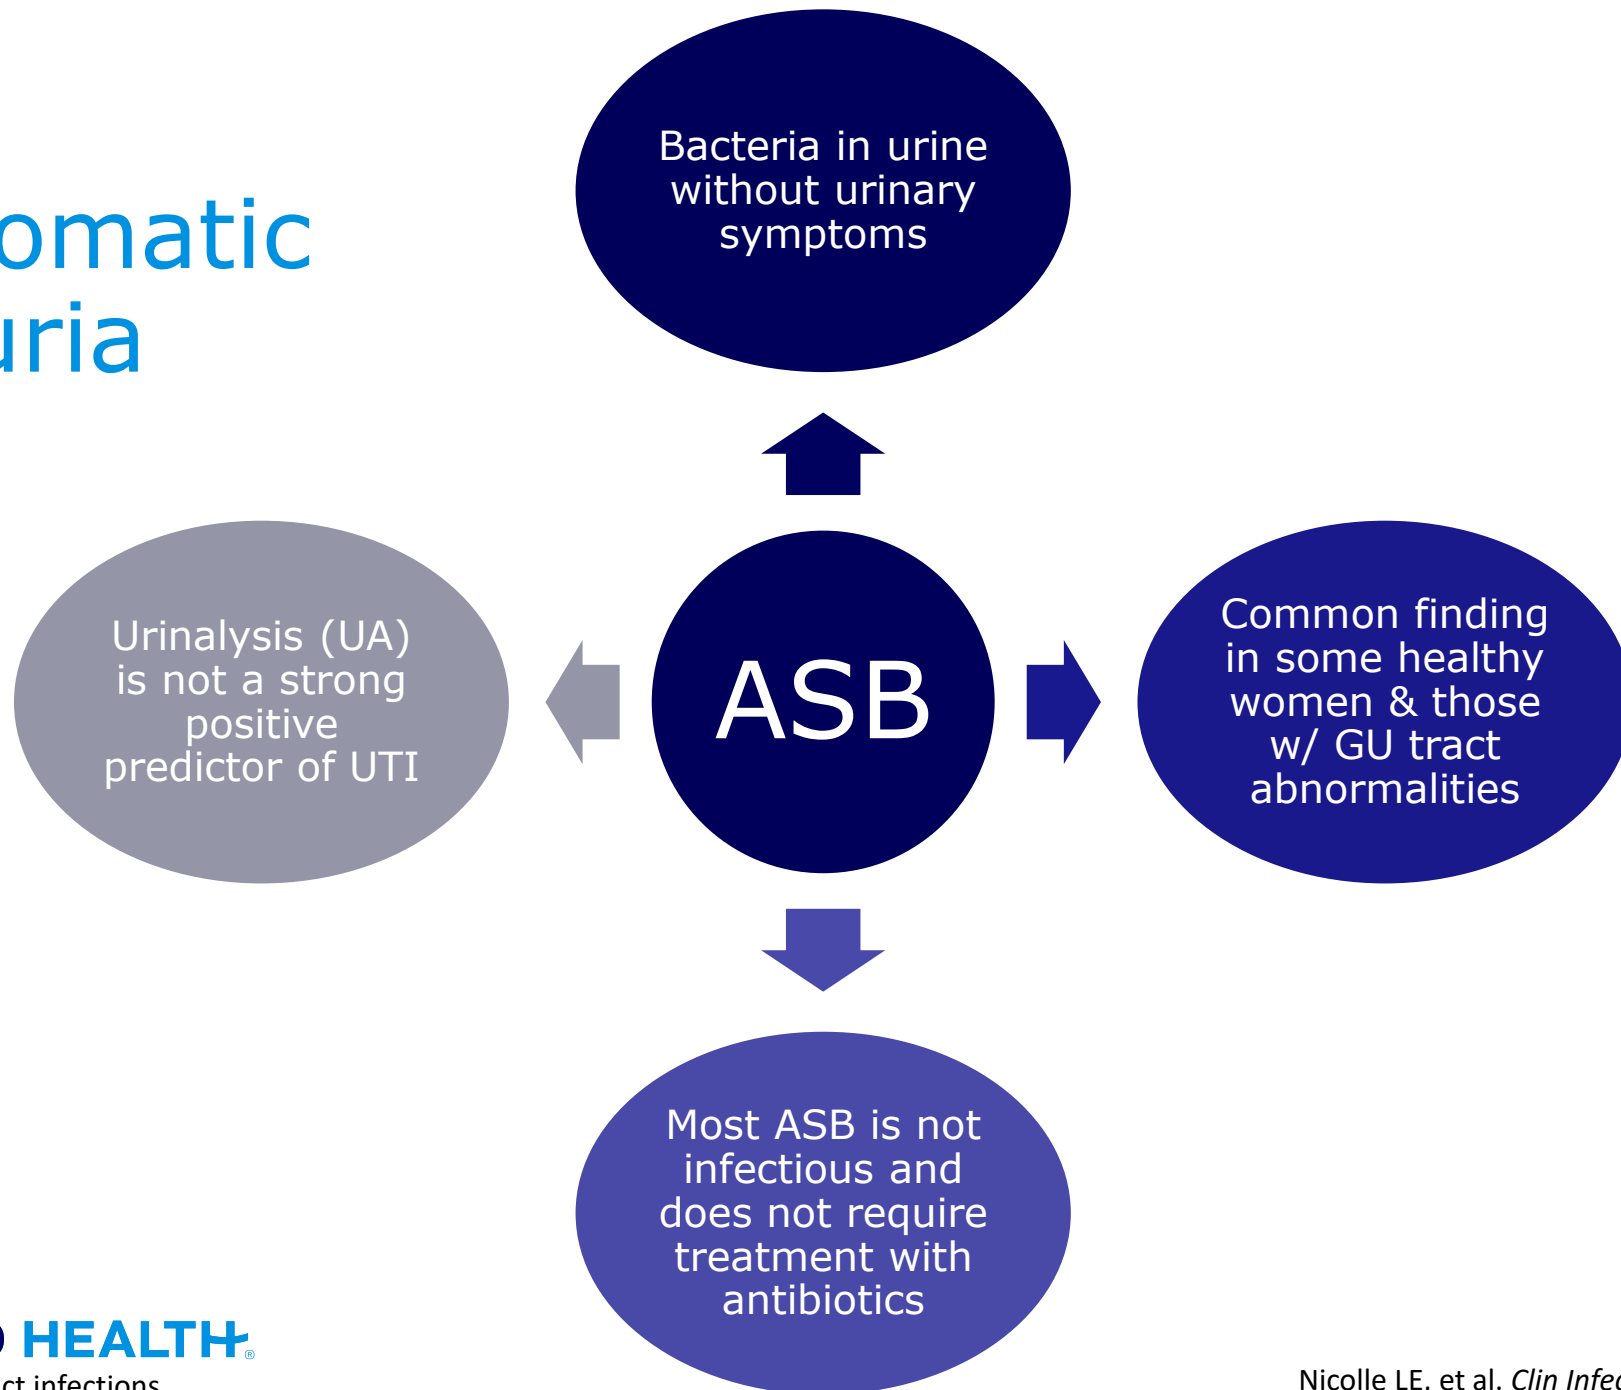 omatic
uria
Bacteria in urine
without urinary
symptoms
Urinalysis (UA)
is not a strong
positive
predictor of UTI
ASB
Common finding
in some healthy
women & those
w/ GU tract
abnormalities
Most ASB is not
infectious and
does not require
treatment with
antibiotics
HEALTH®
ct infections
Nicolle LE. et al. Clin Infec